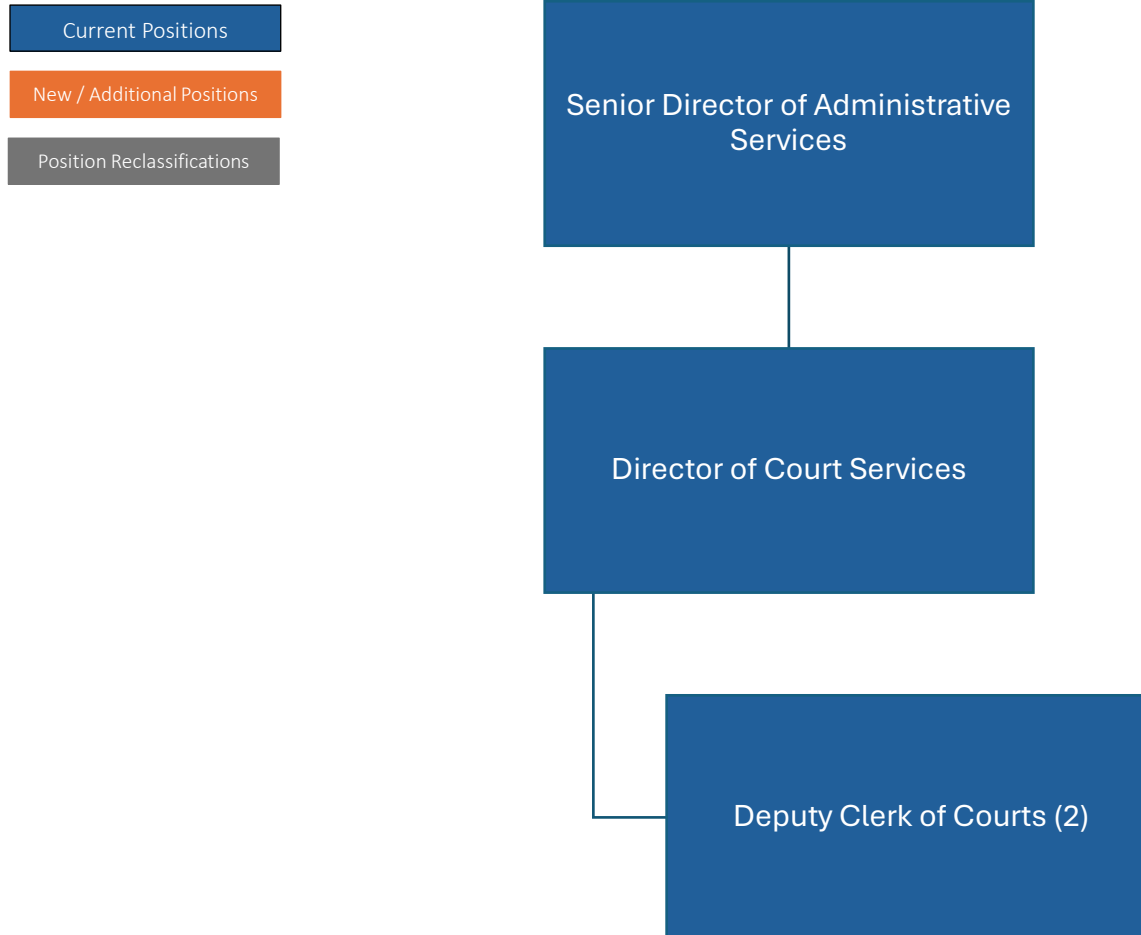 Current Positions
New / Additional Positions
Position Reclassifications
Senior Director of Administrative
Services
Director of Court Services
Deputy Clerk of Courts (2)